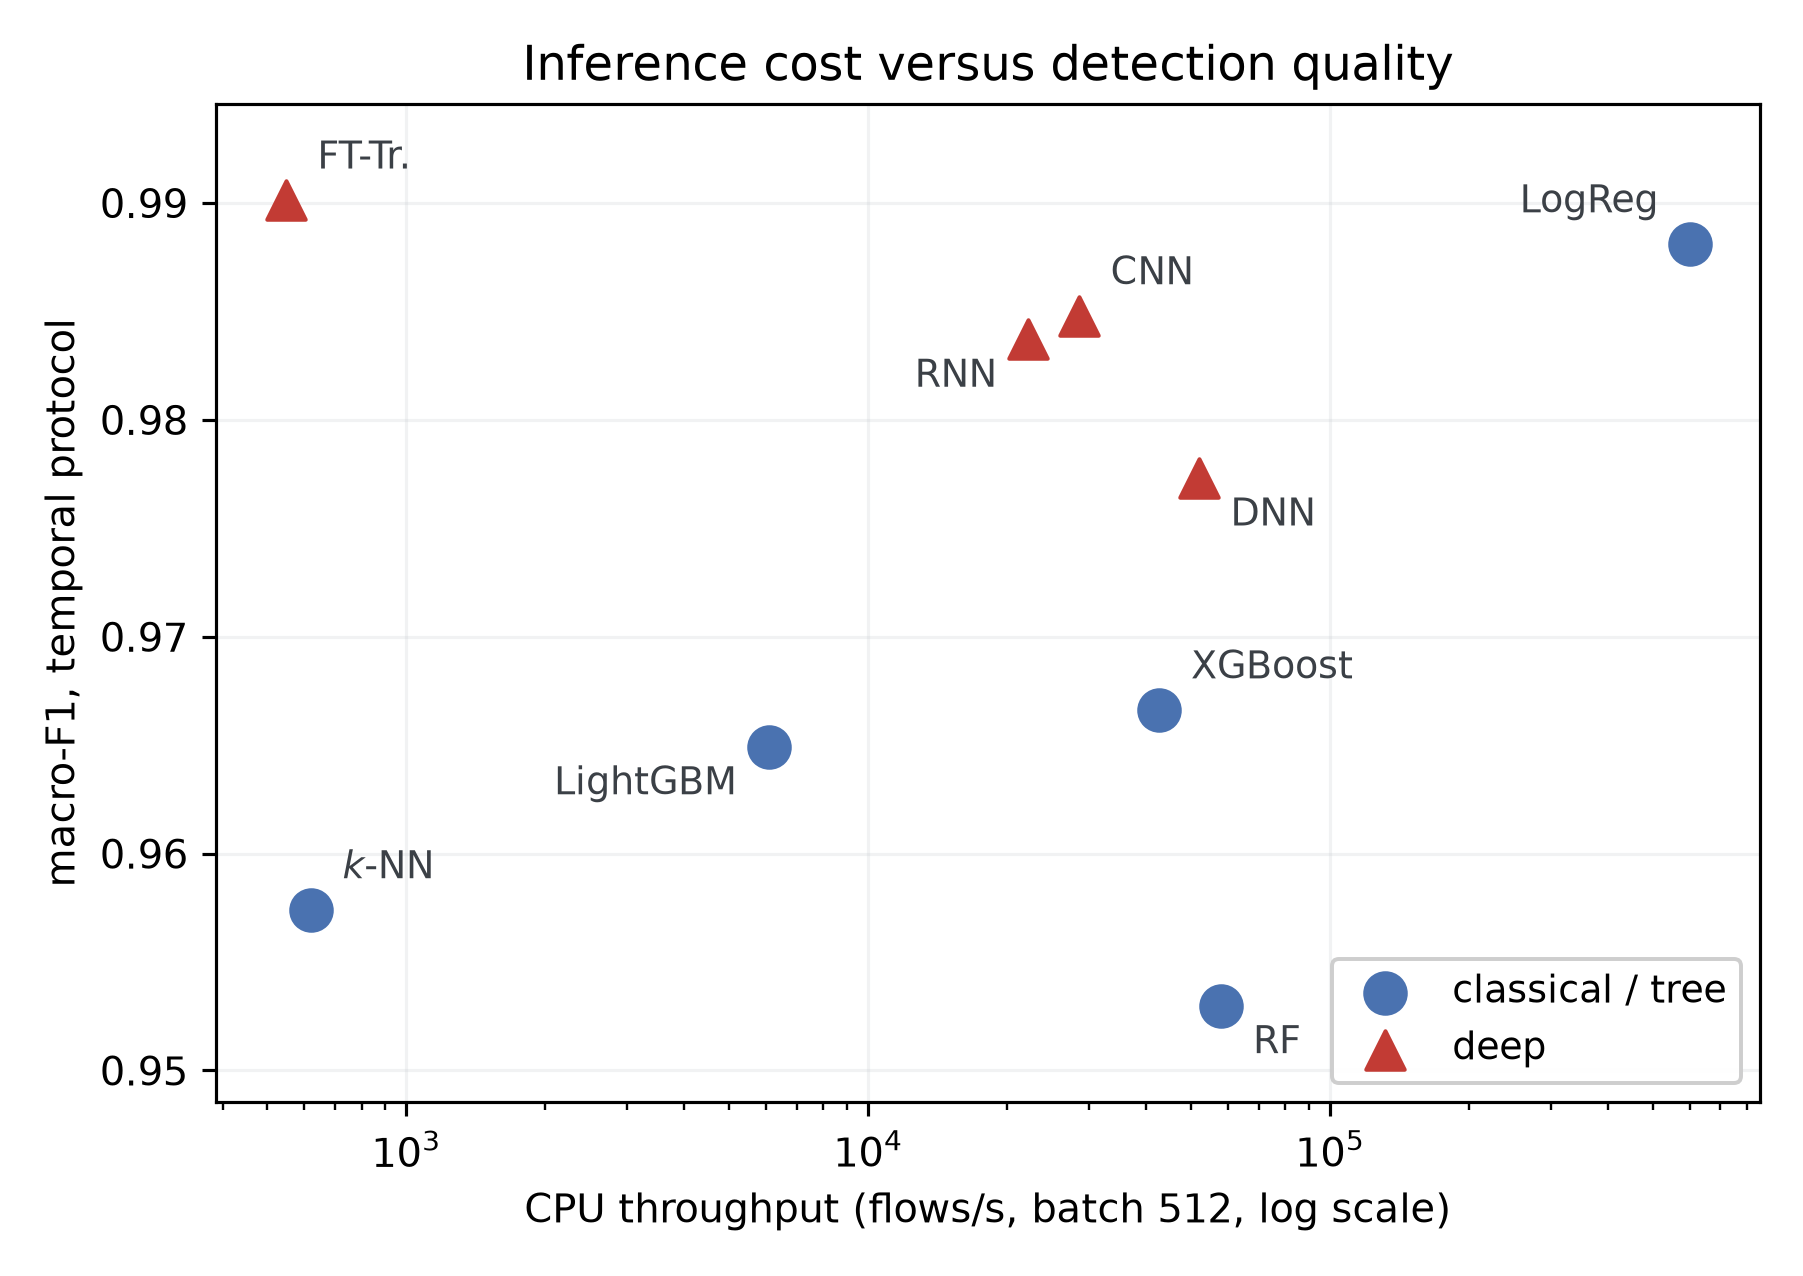 Inference cost versus detection quality
FT-Tr.
LogReg
CNN
RNN
DNN
XGBoost
LightGBM
k-NN
RF
classical / tree
deep
0.99
0.98
0.97
0.96
0.95
macro-F1, temporal protocol
10³
10⁴
10⁵
CPU throughput (flows/s, batch 512, log scale)